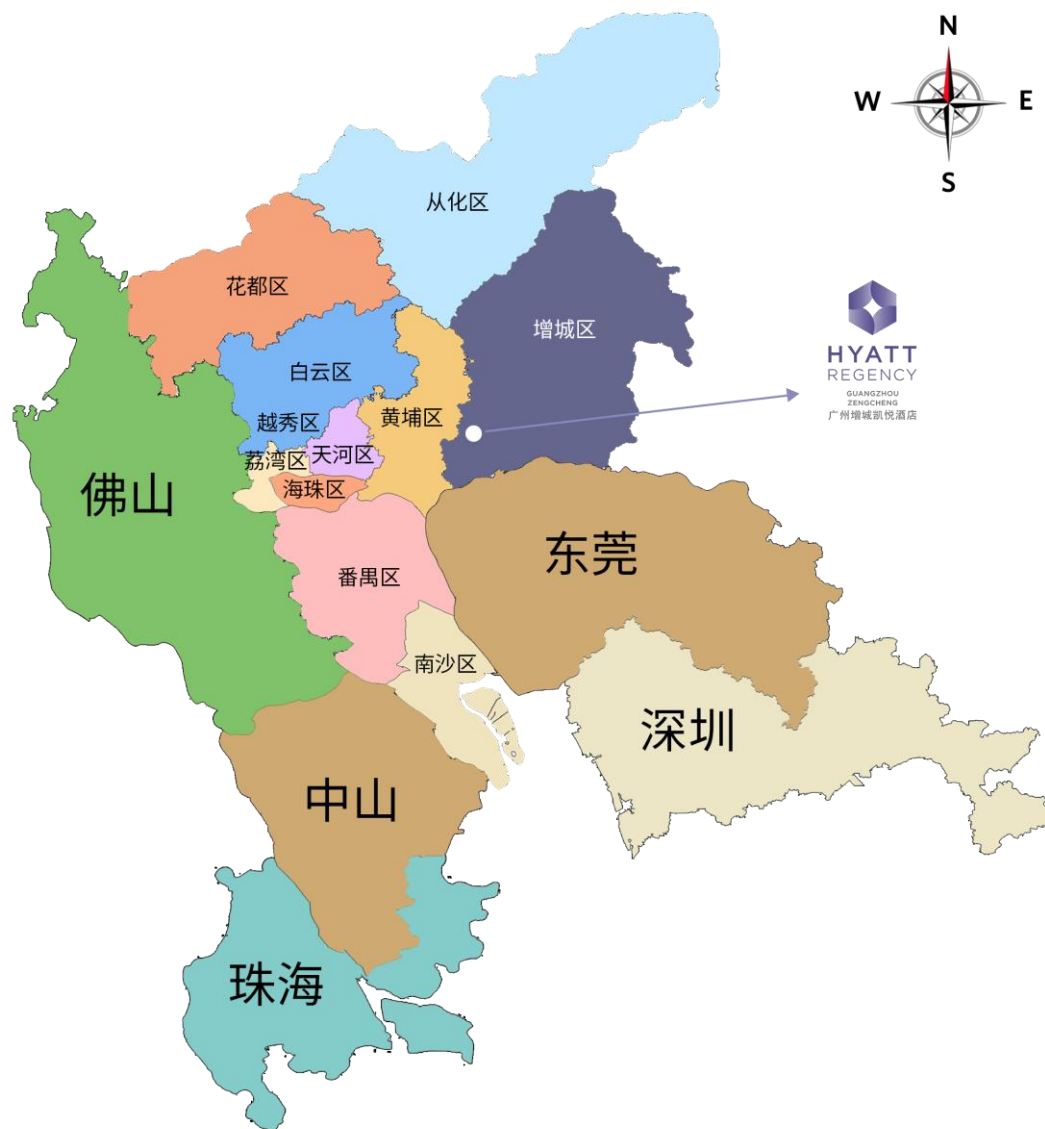 N
W
E
S
从化区
花都区
增城区
HYATT
REGENCY
GUANGZHOU
ZENGCHENG
广州增城凯悦酒店
白云区
越秀区
黄埔区
荔湾区
天河区
海珠区
佛山
东莞
番禺区
南沙区
深圳
中山
珠海